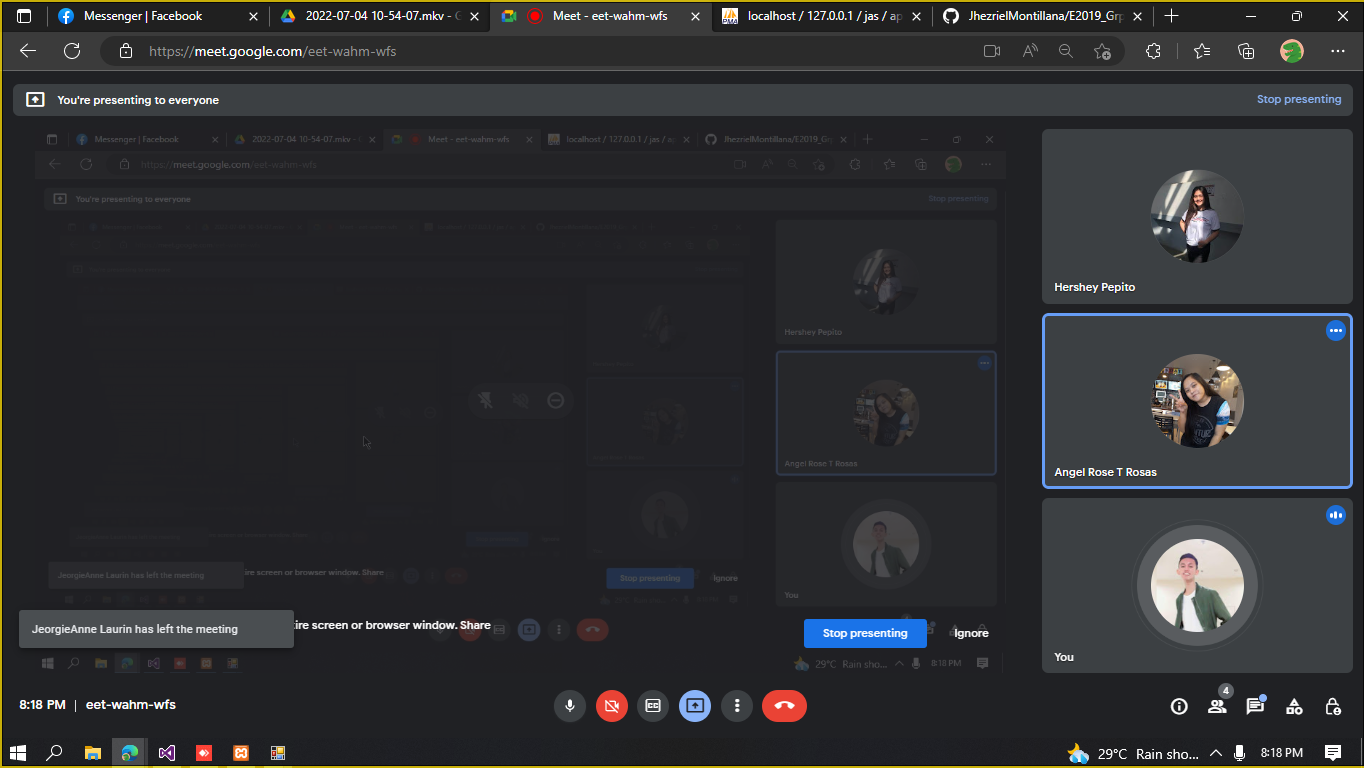 Messenger | Facebook
2022-07-04 10-54-07.mkv - G
Meet - eet-wahm-wfs
localhost / 127.0.0.1 / jas / ap
JhezrielMontillana/E2019_Grp
https://meet.google.com/eet-wahm-wfs
You're presenting to everyone
Stop presenting
Messenger | Facebook
2022-07-04 10-54-07.mkv - G
Meet - eet-wahm-wfs
localhost / 127.0.0.1 / jas / ap
JhezrielMontillana/E2019_Grp
https://meet.google.com/eet-wahm-wfs
You're presenting to everyone
Stop presenting
Hershey Pepito
Angel Rose T Rosas
You
JeorgieAnne Laurin has left the meeting
ire screen or browser window. Share
Stop presenting
Ignore
Hershey Pepito
Angel Rose T Rosas
You
JeorgieAnne Laurin has left the meeting
ire screen or browser window. Share
Stop presenting
Ignore
29°C Rain sho...
8:18 PM
8:18 PM | eet-wahm-wfs
4
29°C Rain sho...
8:18 PM